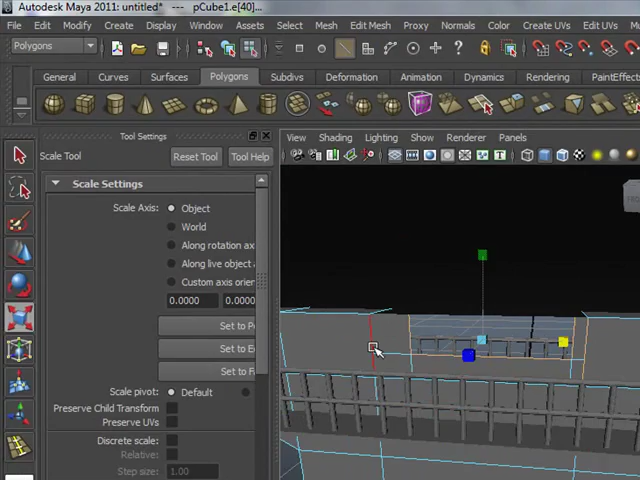 Autodesk Maya 2011: untitled*   ---   pCube1.e[40]...
File Edit Modify Create Display Assets Select Mesh Edit Mesh Proxy Normals Color Create UVs Edit UVs
Polygons
General Curves Surfaces Polygons Subdivs Deformation Animation Dynamics Rendering PaintEffects
Tool Settings
View Shading Lighting Show Renderer Panels
Scale Tool Reset Tool Tool Help
Scale Settings
Scale Axis: Object
World
Along rotation ax
Along live object a
Custom axis orien
0.0000 0.0000
Set to P
Set to E
Set to F
Scale pivot: Default
Preserve Child Transform
Preserve UVs
Discrete scale:
Relative:
Step size: 1.00